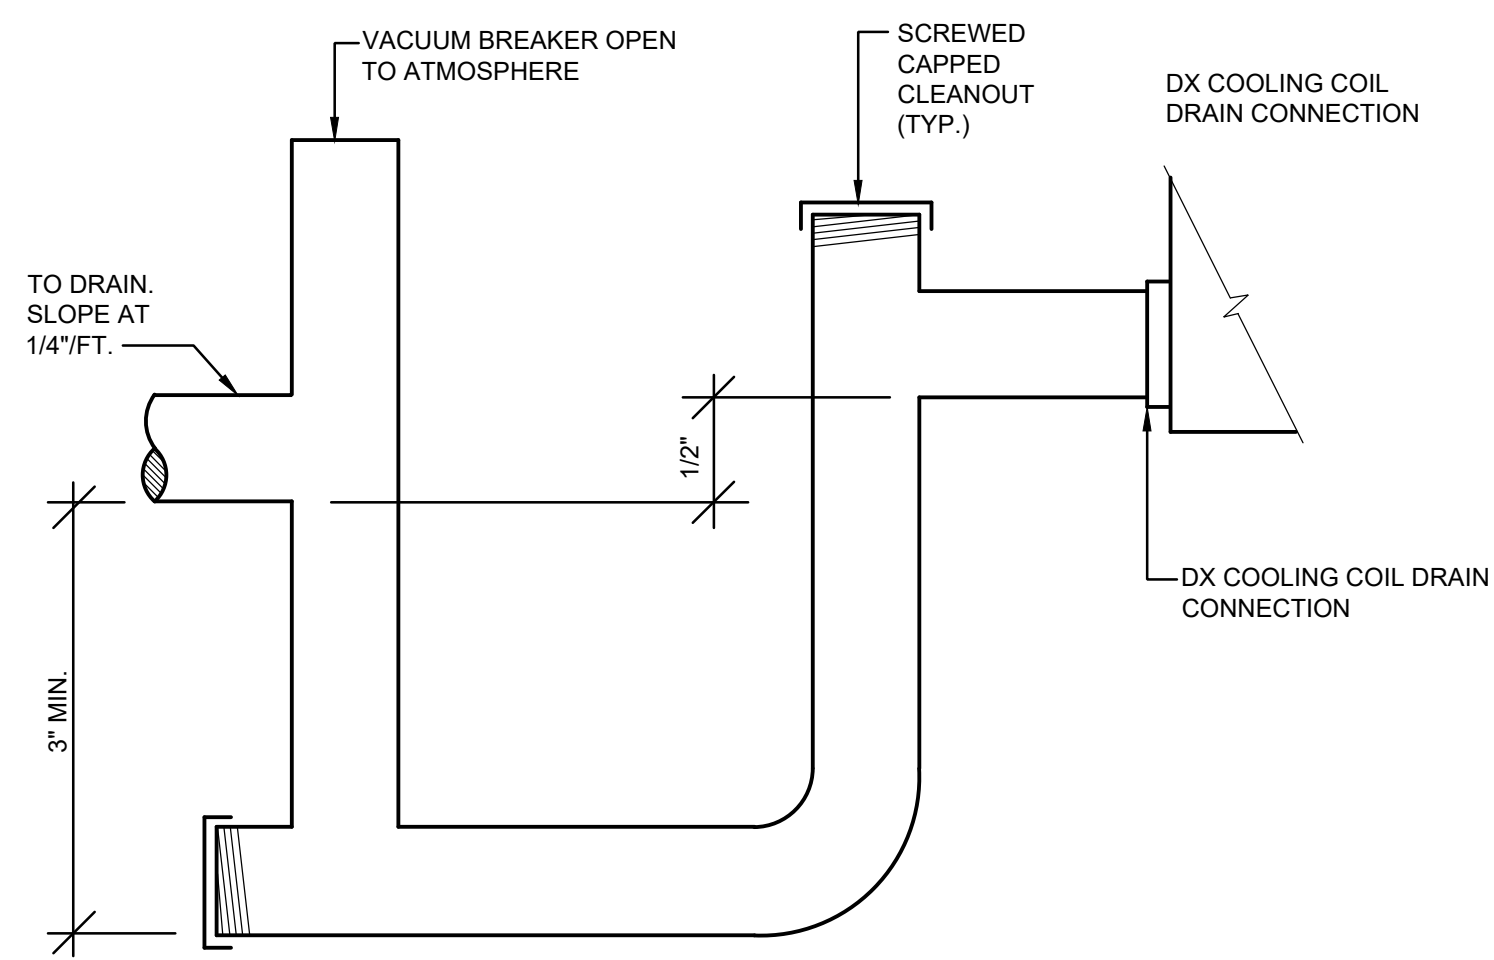 VACUUM BREAKER OPEN
TO ATMOSPHERE
SCREWED
CAPPED
CLEANOUT
(TYP.)
DX COOLING COIL
DRAIN CONNECTION
TO DRAIN.
SLOPE AT
1/4"/FT.
1/2"
DX COOLING COIL DRAIN
CONNECTION
3" MIN.